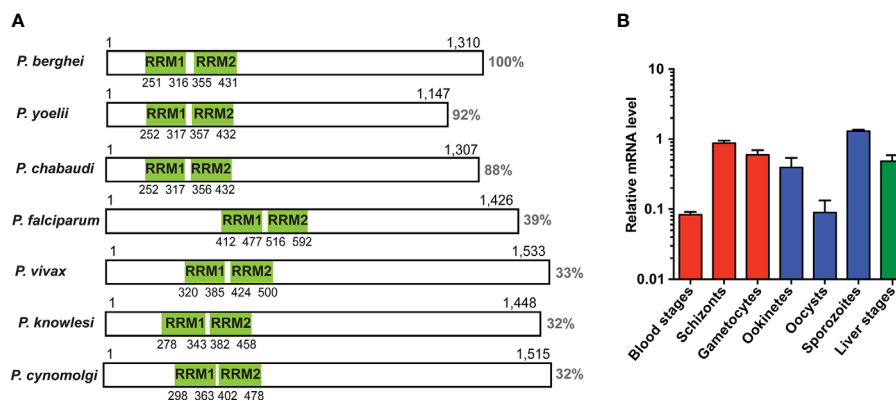 A
1 1,310
P. berghei RRM1 RRM2 100%
251 316 355 431
1 1,147
P. yoelii RRM1 RRM2 92%
252 317 357 432
1 1,307
P. chabaudi RRM1 RRM2 88%
252 317 356 432
1 1,426
P. falciparum RRM1 RRM2 39%
412 477 516 592
1 1,533
P. vivax RRM1 RRM2 33%
320 385 424 500
1 1,448
P. knowlesi RRM1 RRM2 32%
278 343 382 458
1 1,515
P. cynomolgi RRM1 RRM2 32%
298 363 402 478
B
Relative mRNA level
10
1
0.1
0.01
Blood stages
Schizonts
Gametocytes
Ookinetes
Oocysts
Sporozoites
Liver stages